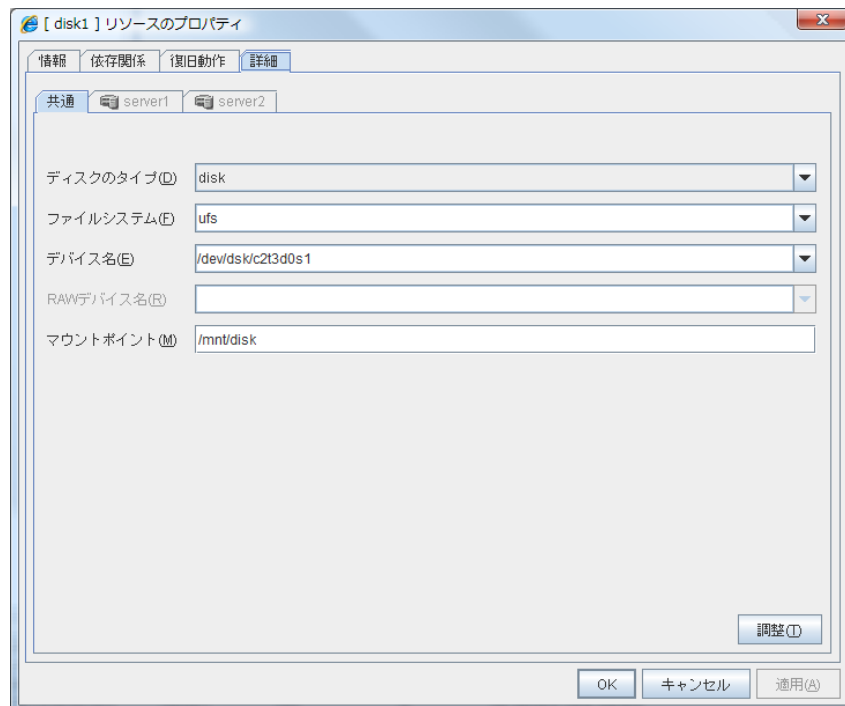 [ disk1 ] リソースのプロパティ
情報 依存関係 復旧動作 詳細
共通 server1 server2
ディスクのタイプ(D) disk
ファイルシステム(F) ufs
デバイス名(E) /dev/dsk/c2t3d0s1
RAWデバイス名(R)
マウントポイント(M) /mnt/disk
調整(T)
OK キャンセル 適用(A)